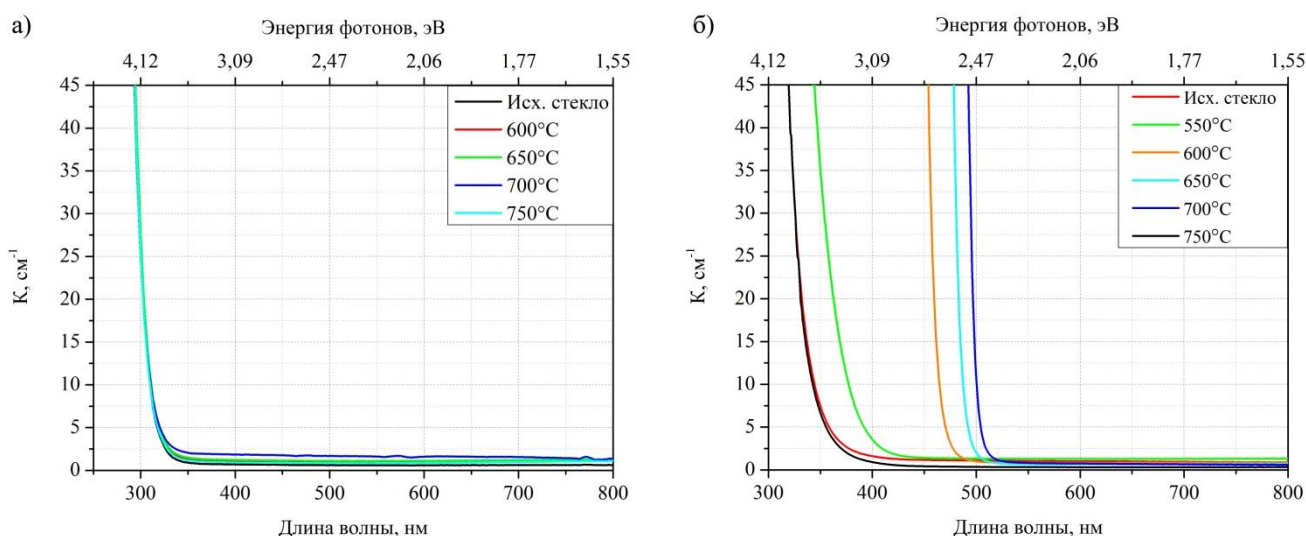 а)
Энергия фотонов, эВ
4,12 3,09 2,47 2,06 1,77 1,55
45
40
35
30
25
20
15
10
5
0
К, см⁻¹
Исх. стекло
600°C
650°C
700°C
750°C
300 400 500 600 700 800
Длина волны, нм
б)
Энергия фотонов, эВ
4,12 3,09 2,47 2,06 1,77 1,55
45
40
35
30
25
20
15
10
5
0
К, см⁻¹
Исх. стекло
550°C
600°C
650°C
700°C
750°C
300 400 500 600 700 800
Длина волны, нм